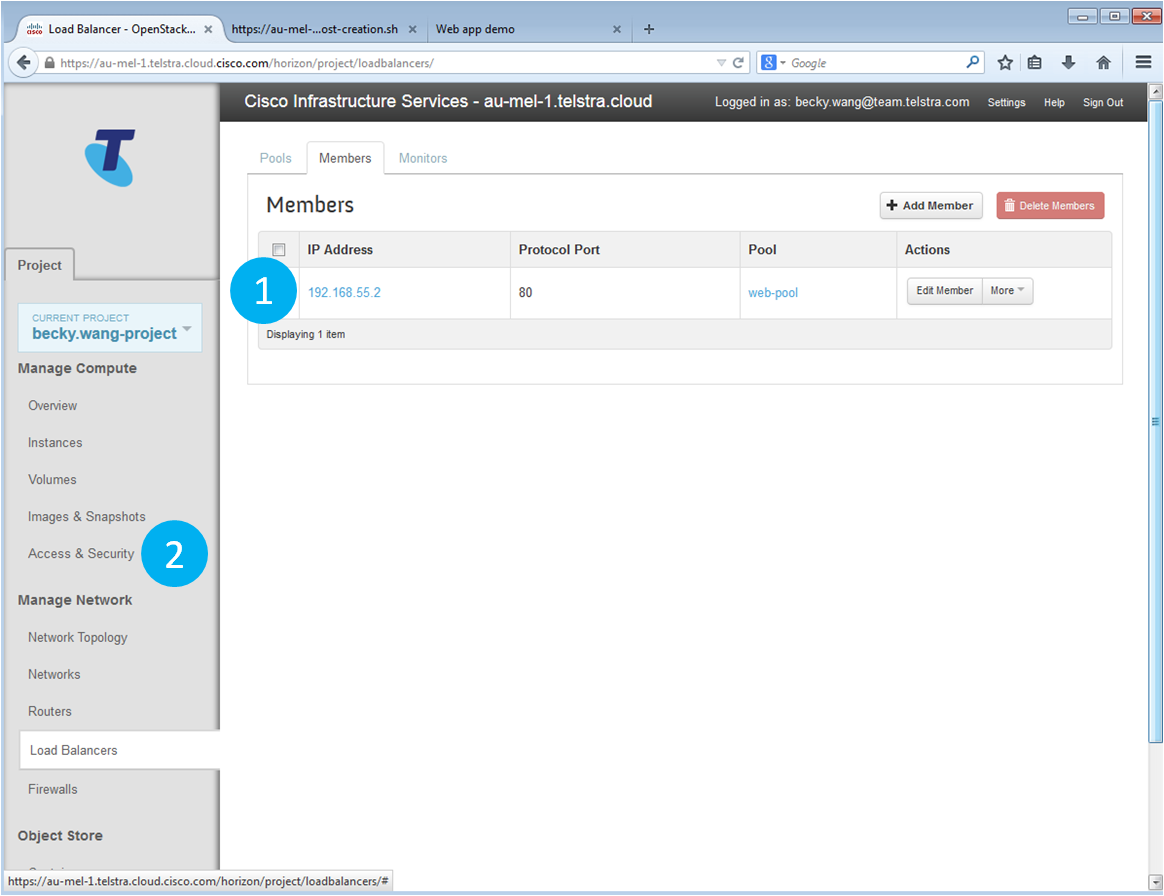 Load Balancer - OpenStack...
https://au-mel-...ost-creation.sh
Web app demo
https://au-mel-1.telstra.cloud.cisco.com/horizon/project/loadbalancers/
Google
Cisco Infrastructure Services - au-mel-1.telstra.cloud
Logged in as: becky.wang@team.telstra.com
Settings
Help
Sign Out
T
Project
CURRENT PROJECT
becky.wang-project
Manage Compute
Overview
Instances
Volumes
Images & Snapshots
Access & Security
2
Manage Network
Network Topology
Networks
Routers
Load Balancers
Firewalls
Object Store
Pools
Members
Monitors
Members
Add Member
Delete Members
IP Address Protocol Port Pool Actions
1
192.168.55.2 80 web-pool Edit Member More
Displaying 1 item
https://au-mel-1.telstra.cloud.cisco.com/horizon/project/loadbalancers/#